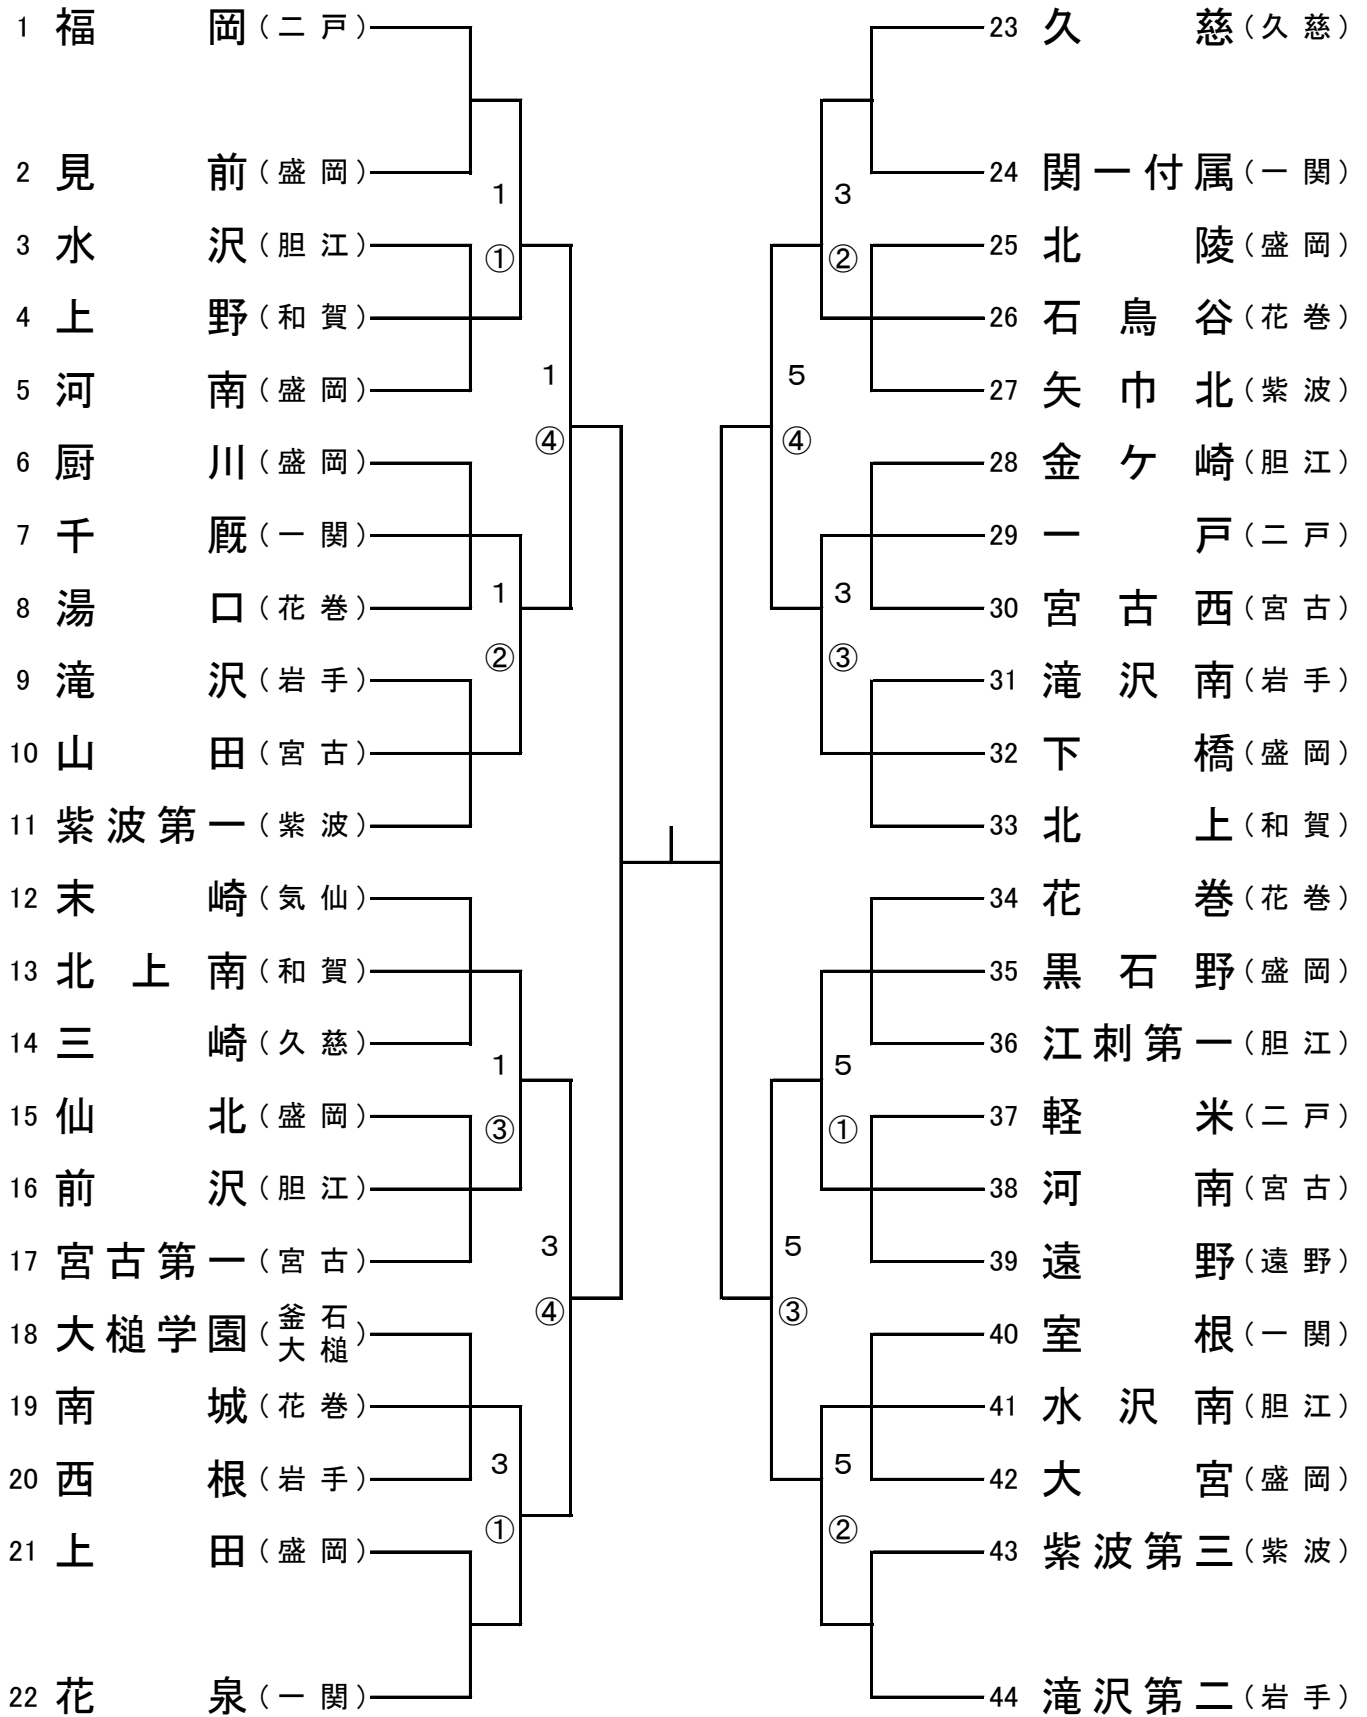 1 福岡(二戸)
2 見前(盛岡)
3 水沢(胆江)
4 上野(和賀)
5 河南(盛岡)
6 厨川(盛岡)
7 千厩(一関)
8 湯口(花巻)
9 滝沢(岩手)
10 山田(宮古)
11 紫波第一(紫波)
12 末崎(気仙)
13 北上南(和賀)
14 三崎(久慈)
15 仙北(盛岡)
16 前沢(胆江)
17 宮古第一(宮古)
18 大槌学園(釜石大槌)
19 南城(花巻)
20 西根(岩手)
21 上田(盛岡)
22 花泉(一関)
1
①
1
④
1
②
1
③
3
④
3
①
3
②
5
④
3
③
5
①
5
③
5
②
23 久慈(久慈)
24 関一付属(一関)
25 北陵(盛岡)
26 石鳥谷(花巻)
27 矢巾北(紫波)
28 金ケ崎(胆江)
29 一戸(二戸)
30 宮古西(宮古)
31 滝沢南(岩手)
32 下橋(盛岡)
33 北上(和賀)
34 花巻(花巻)
35 黒石野(盛岡)
36 江刺第一(胆江)
37 軽米(二戸)
38 河南(宮古)
39 遠野(遠野)
40 室根(一関)
41 水沢南(胆江)
42 大宮(盛岡)
43 紫波第三(紫波)
44 滝沢第二(岩手)